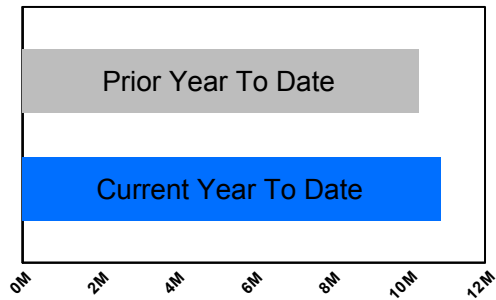 Prior Year To Date
Current Year To Date
0M 2M 4M 6M 8M 10M 12M